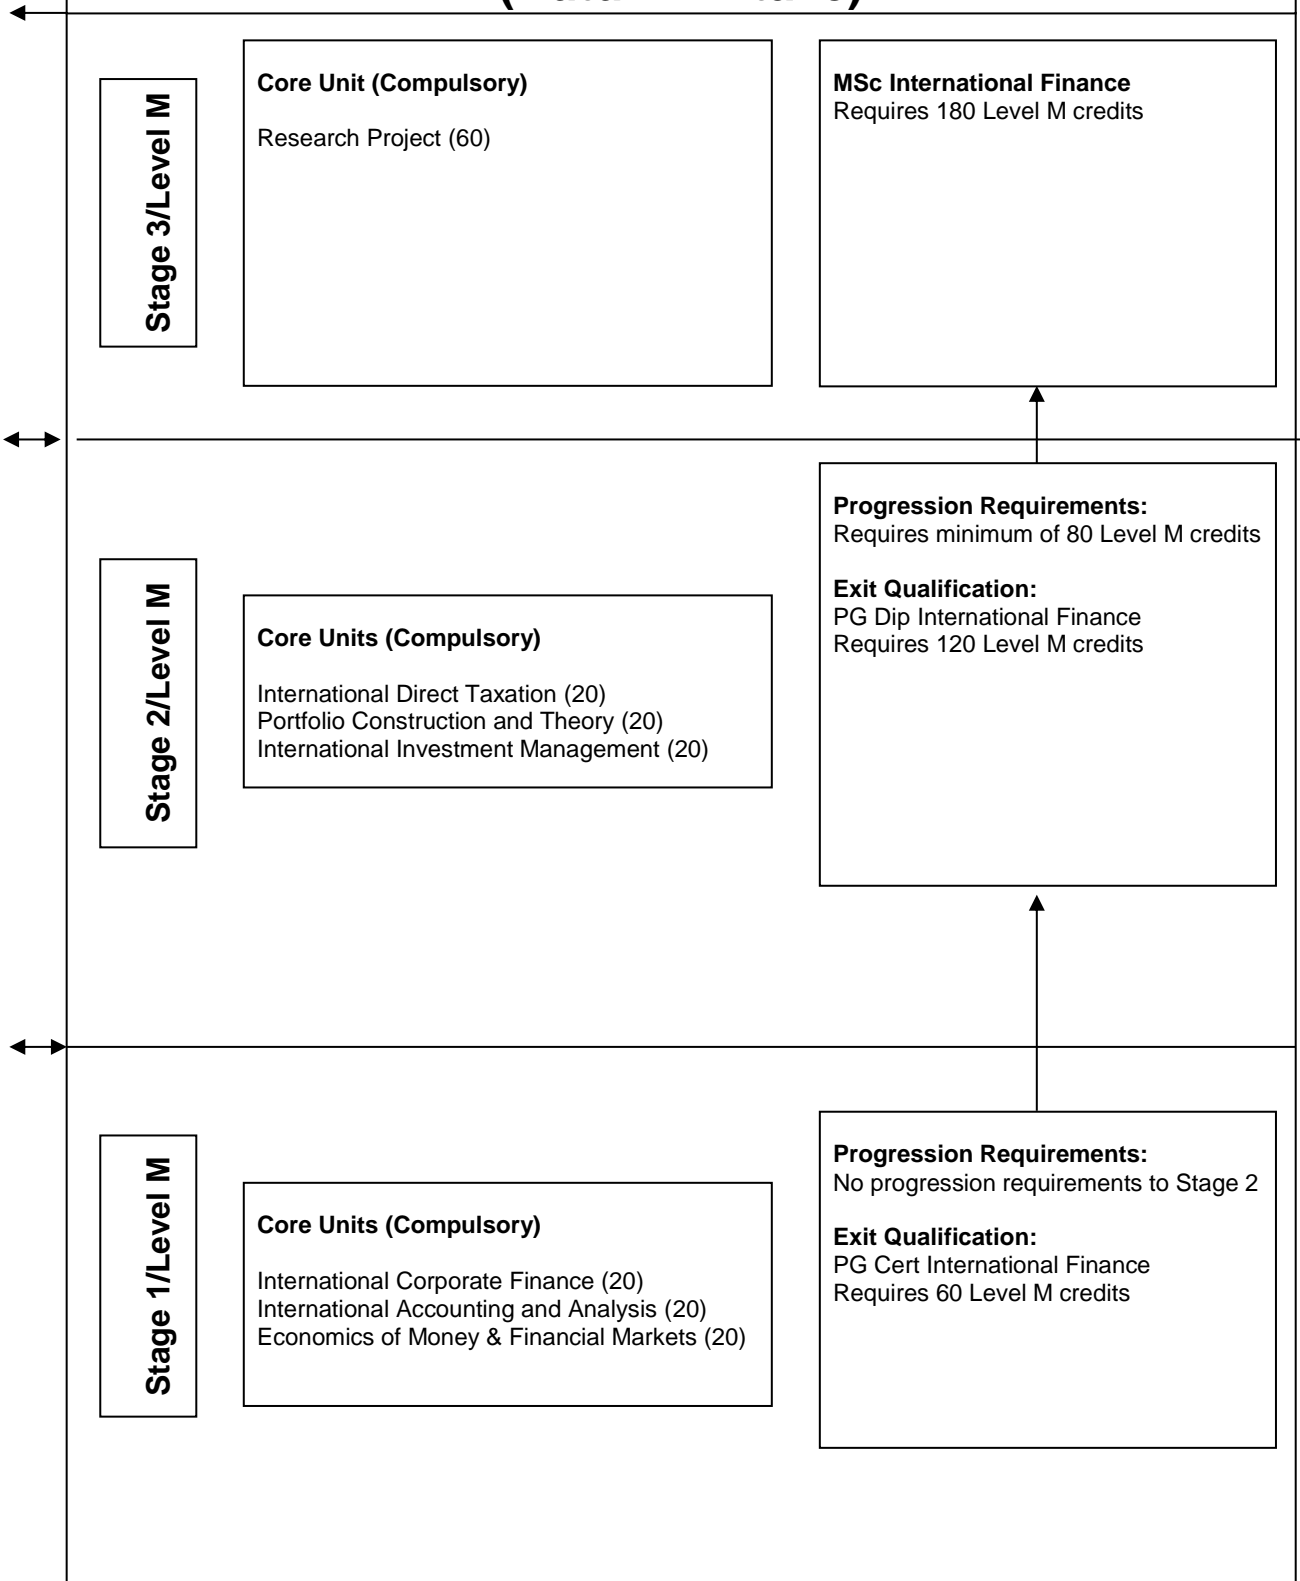 Stage 3/Level M
Core Unit (Compulsory)
Research Project (60)
MSc International Finance
Requires 180 Level M credits
Stage 2/Level M
Core Units (Compulsory)
International Direct Taxation (20)
Portfolio Construction and Theory (20)
International Investment Management (20)
Progression Requirements:
Requires minimum of 80 Level M credits
Exit Qualification:
PG Dip International Finance
Requires 120 Level M credits
Stage 1/Level M
Core Units (Compulsory)
International Corporate Finance (20)
International Accounting and Analysis (20)
Economics of Money & Financial Markets (20)
Progression Requirements:
No progression requirements to Stage 2
Exit Qualification:
PG Cert International Finance
Requires 60 Level M credits